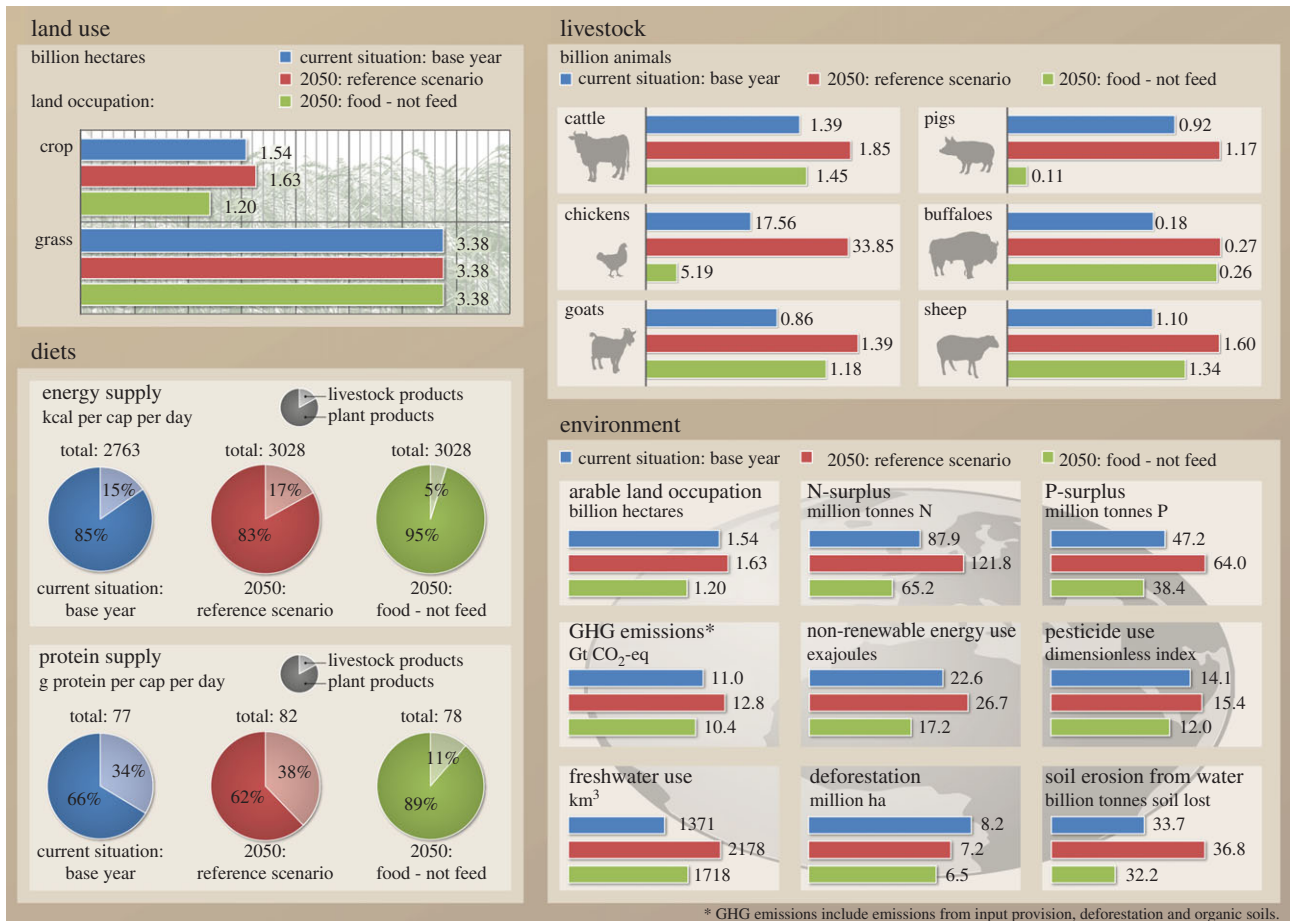 land use
billion hectares
current situation: base year
2050: reference scenario
land occupation:
2050: food - not feed
crop
1.54
1.63
1.20
grass
3.38
3.38
3.38
diets
energy supply
kcal per cap per day
livestock products
plant products
total: 2763
total: 3028
total: 3028
15%
85%
17%
83%
5%
95%
current situation:
base year
2050:
reference scenario
2050:
food - not feed
protein supply
g protein per cap per day
livestock products
plant products
total: 77
total: 82
total: 78
34%
66%
38%
62%
11%
89%
current situation:
base year
2050:
reference scenario
2050:
food - not feed
livestock
billion animals
current situation: base year
2050: reference scenario
2050: food - not feed
cattle
1.39
1.85
1.45
pigs
0.92
1.17
0.11
chickens
17.56
33.85
5.19
buffaloes
0.18
0.27
0.26
goats
0.86
1.39
1.18
sheep
1.10
1.60
1.34
environment
current situation: base year
2050: reference scenario
2050: food - not feed
arable land occupation
billion hectares
1.54
1.63
1.20
N-surplus
million tonnes N
87.9
121.8
65.2
P-surplus
million tonnes P
47.2
64.0
38.4
GHG emissions*
Gt CO₂-eq
11.0
12.8
10.4
non-renewable energy use
exajoules
22.6
26.7
17.2
pesticide use
dimensionless index
14.1
15.4
12.0
freshwater use
km³
1371
2178
1718
deforestation
million ha
8.2
7.2
6.5
soil erosion from water
billion tonnes soil lost
33.7
36.8
32.2
* GHG emissions include emissions from input provision, deforestation and organic soils.